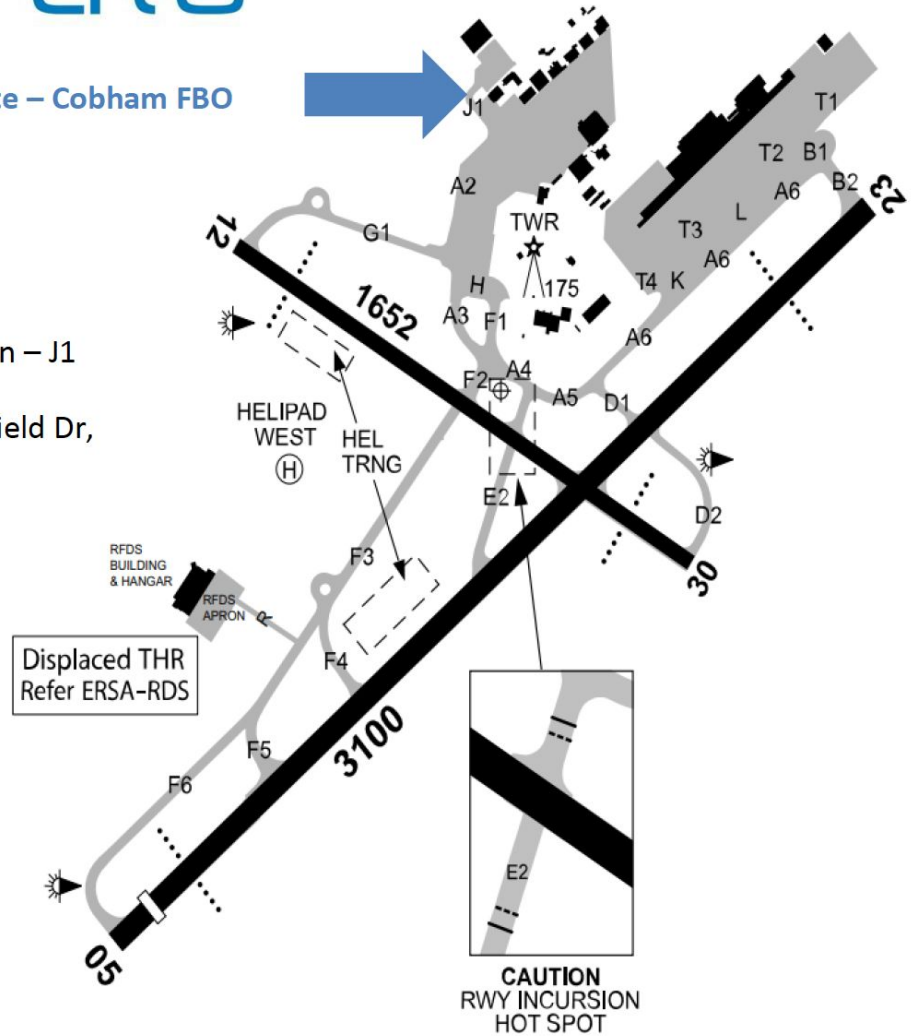 – Cobham FBO
J1
T1
T2
B1
A2
A6
B2
23
L
TWR
12
G1
T3
A6
H
175
T4
K
1652
A3
F1
A6
– J1
F2
A4
A5
D1
HELIPAD
WEST
H
HEL
TRNG
Dr,
E2
D2
RFDS
BUILDING
& HANGAR
F3
30
RFDS
APRON
R
Displaced THR
Refer ERSA-RDS
F4
3100
F5
F6
E2
05
CAUTION
RWY INCURSION
HOT SPOT